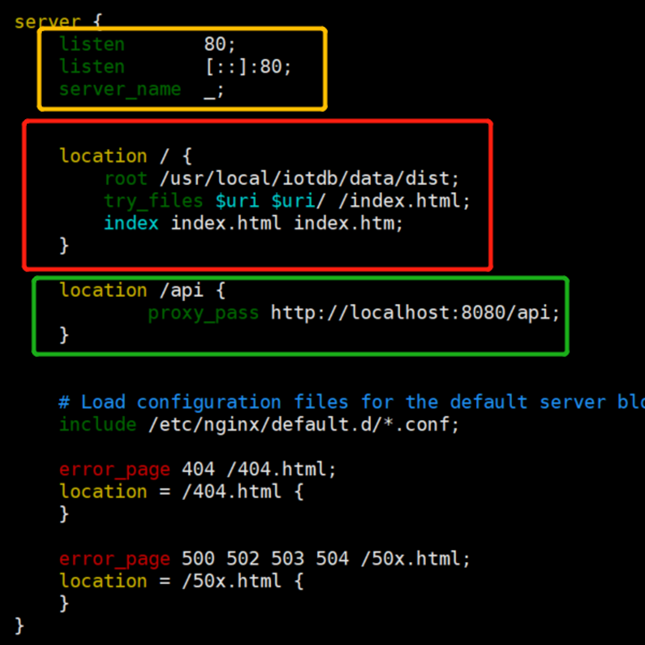 server {
listen 80;
listen [::]:80;
server_name _;
location / {
root /usr/local/iotdb/data/dist;
try_files $uri $uri/ /index.html;
index index.html index.htm;
}
location /api {
proxy_pass http://localhost:8080/api;
}
# Load configuration files for the default server blo
include /etc/nginx/default.d/*.conf;
error_page 404 /404.html;
location = /404.html {
}
error_page 500 502 503 504 /50x.html;
location = /50x.html {
}
}